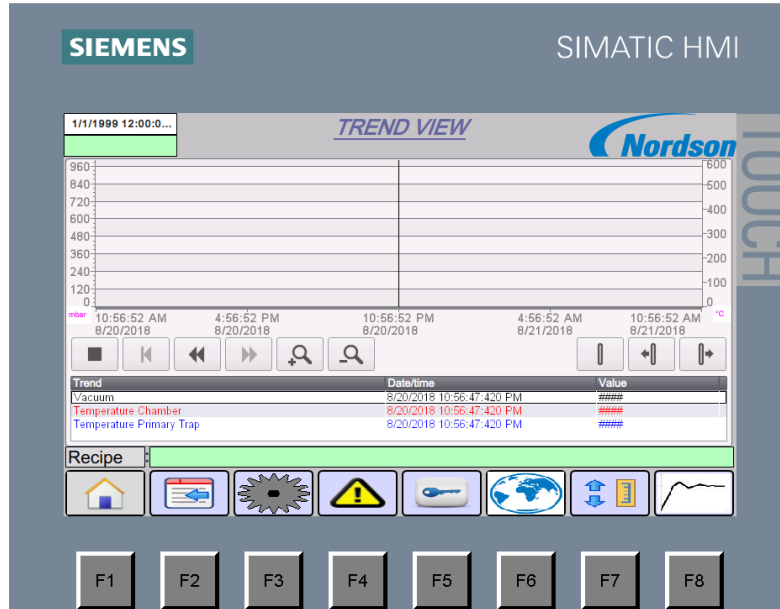 SIEMENS
SIMATIC HMI
TOUCH
1/1/1999 12:00:0...
TREND VIEW
Nordson
960
840
720
600
480
360
240
120
0
600
500
400
300
200
100
0
mbar
°C
10:56:52 AM 4:56:52 PM 10:56:52 PM 4:56:52 AM 10:56:52 AM
8/20/2018 8/20/2018 8/20/2018 8/21/2018 8/21/2018
Trend Date/time Value
Vacuum 8/20/2018 10:56:47:420 PM ####
Temperature Chamber 8/20/2018 10:56:47:420 PM ####
Temperature Primary Trap 8/20/2018 10:56:47:420 PM ####
Recipe :
F1 F2 F3 F4 F5 F6 F7 F8